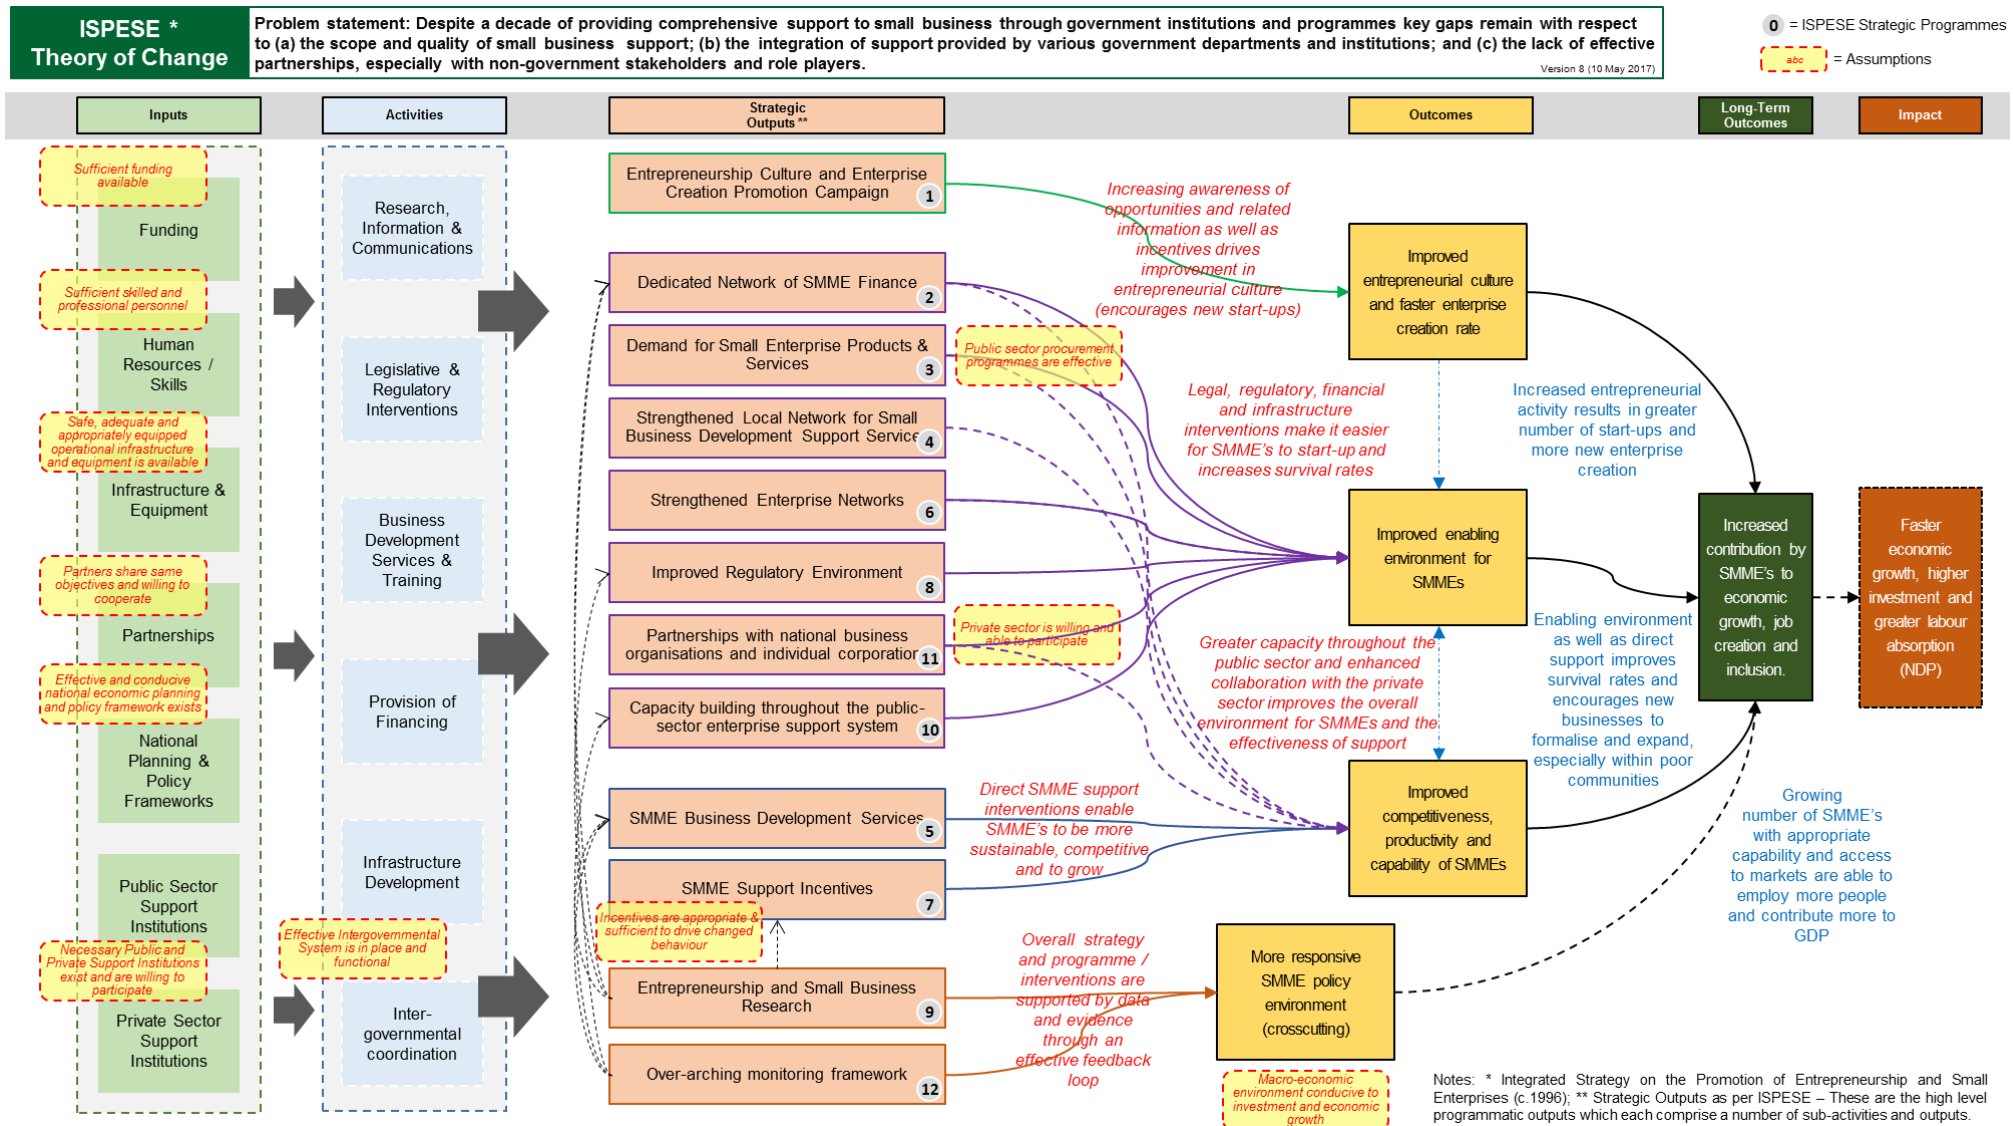 ISPESE *
Theory of Change
Problem statement: Despite a decade of providing comprehensive support to small business through government institutions and programmes key gaps remain with respect
to (a) the scope and quality of small business support; (b) the integration of support provided by various government departments and institutions; and (c) the lack of effective
partnerships, especially with non-government stakeholders and role players.
Version 8 (10 May 2017)
0 = ISPESE Strategic Programmes
abc = Assumptions
Inputs
Activities
Strategic
Outputs **
Outcomes
Long-Term
Outcomes
Impact
Sufficient funding
available
Funding
Sufficient skilled and
professional personnel
Human
Resources /
Skills
Safe, adequate and
appropriately equipped
operational infrastructure
and equipment is available
Infrastructure &
Equipment
Partners share same
objectives and willing to
cooperate
Partnerships
Effective and conducive
national economic planning
and policy framework exists
National
Planning &
Policy
Frameworks
Public Sector
Support
Institutions
Necessary Public and
Private Support Institutions
exist and are willing to
participate
Private Sector
Support
Institutions
Research,
Information &
Communications
Legislative &
Regulatory
Interventions
Business
Development
Services &
Training
Provision of
Financing
Infrastructure
Development
Effective Intergovernmental
System is in place and
functional
Inter-
governmental
coordination
Entrepreneurship Culture and Enterprise
Creation Promotion Campaign
1
Dedicated Network of SMME Finance
2
Demand for Small Enterprise Products &
Services
3
Public sector procurement
programmes are effective
Strengthened Local Network for Small
Business Development Support Service
4
Strengthened Enterprise Networks
6
Improved Regulatory Environment
8
Partnerships with national business
organisations and individual corporation
11
Private sector is willing and
able to participate
Capacity building throughout the public-
sector enterprise support system
10
SMME Business Development Services
5
SMME Support Incentives
7
Incentives are appropriate &
sufficient to drive changed
behaviour
Entrepreneurship and Small Business
Research
9
Over-arching monitoring framework
12
Increasing awareness of
opportunities and related
information as well as
incentives drives
improvement in
entrepreneurial culture
(encourages new start-ups)
Legal, regulatory, financial
and infrastructure
interventions make it easier
for SMME's to start-up and
increases survival rates
Greater capacity throughout the
public sector and enhanced
collaboration with the private
sector improves the overall
environment for SMMEs and the
effectiveness of support
Direct SMME support
interventions enable
SMME's to be more
sustainable, competitive
and to grow
Overall strategy
and programme /
interventions are
supported by data
and evidence
through an
effective feedback
loop
Improved
entrepreneurial culture
and faster enterprise
creation rate
Improved enabling
environment for
SMMEs
Improved
competitiveness,
productivity and
capability of SMMEs
More responsive
SMME policy
environment
(crosscutting)
Macro-economic
environment conducive to
investment and economic
growth
Increased entrepreneurial
activity results in greater
number of start-ups and
more new enterprise
creation
Enabling environment
as well as direct
support improves
survival rates and
encourages new
businesses to
formalise and expand,
especially within poor
communities
Growing
number of SMME's
with appropriate
capability and access
to markets are able to
employ more people
and contribute more to
GDP
Increased
contribution by
SMME's to
economic
growth, job
creation and
inclusion.
Faster
economic
growth, higher
investment and
greater labour
absorption
(NDP)
Notes: * Integrated Strategy on the Promotion of Entrepreneurship and Small
Enterprises (c.1996); ** Strategic Outputs as per ISPESE – These are the high level
programmatic outputs which each comprise a number of sub-activities and outputs.